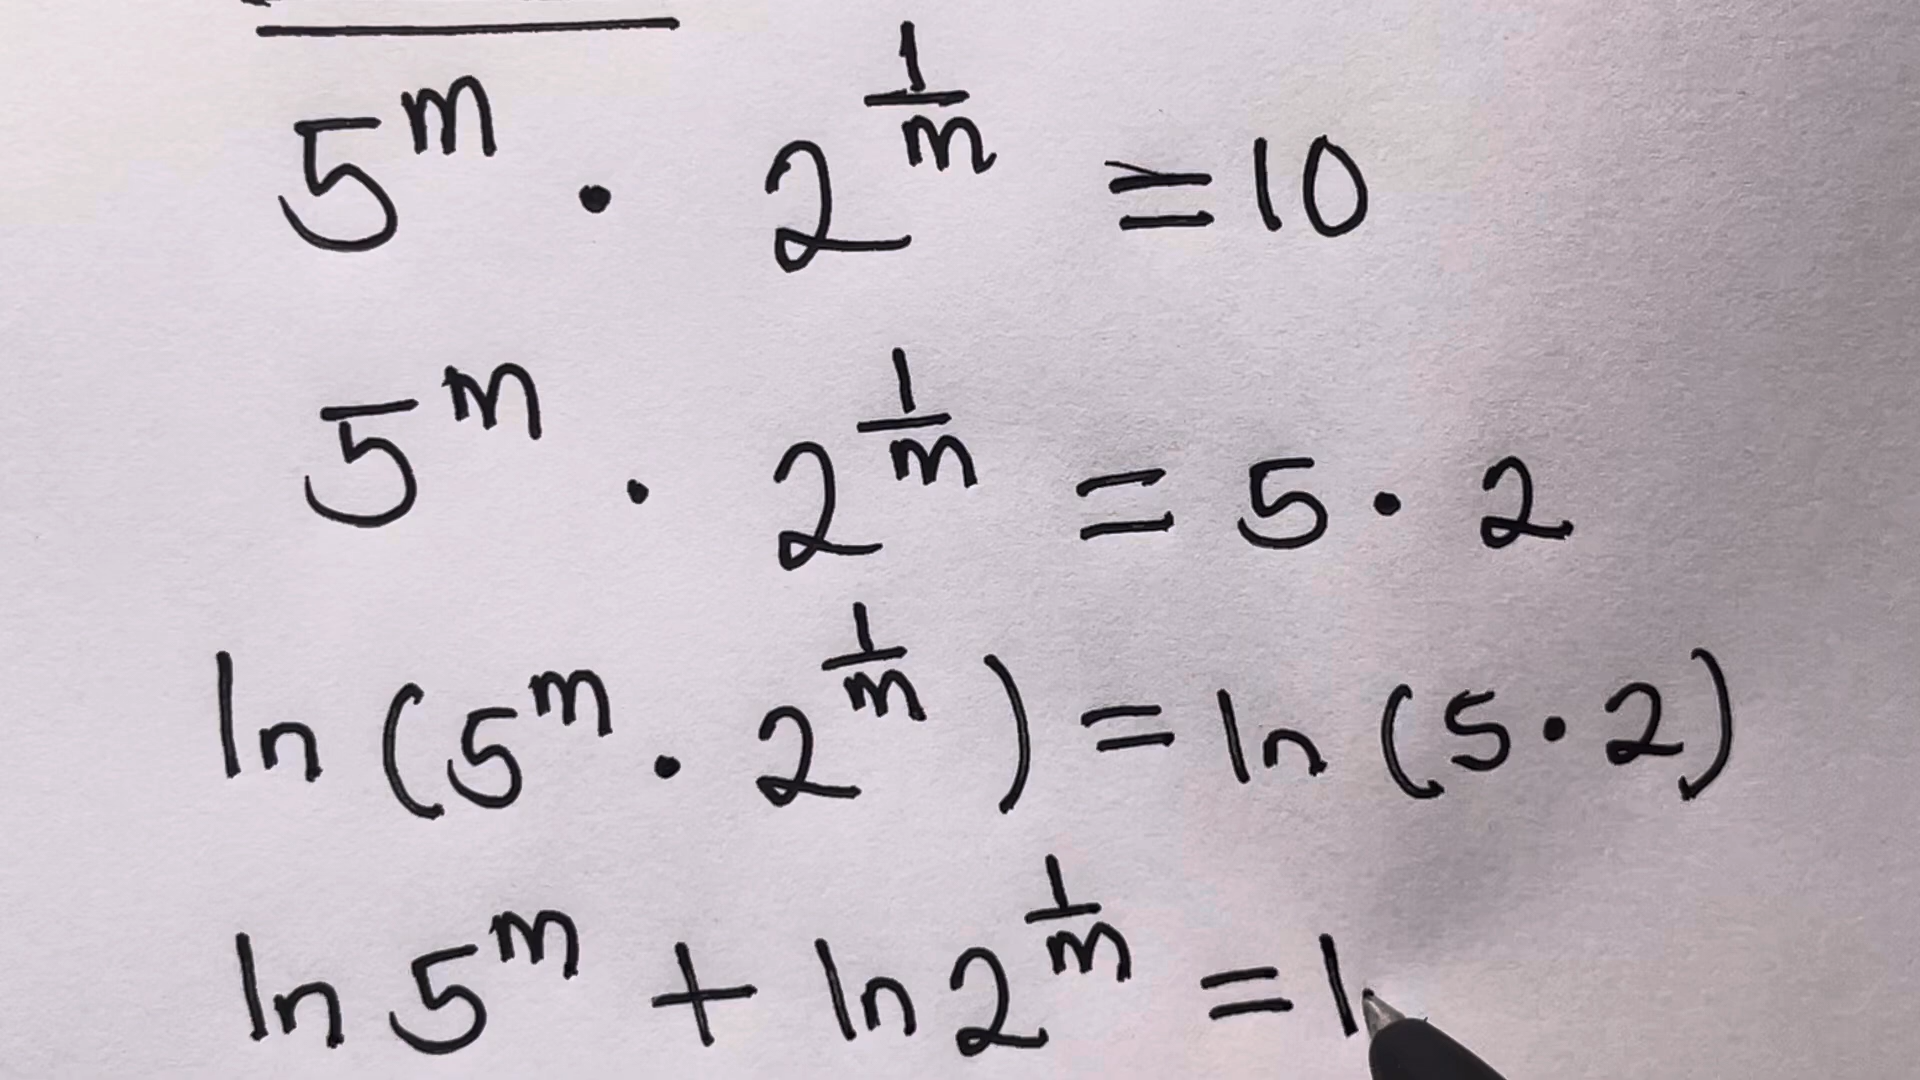 5^m · 2^(1/m) = 10
5^m · 2^(1/m) = 5 · 2
ln (5^m · 2^(1/m)) = ln (5 · 2)
ln 5^m + ln 2^(1/m) = l